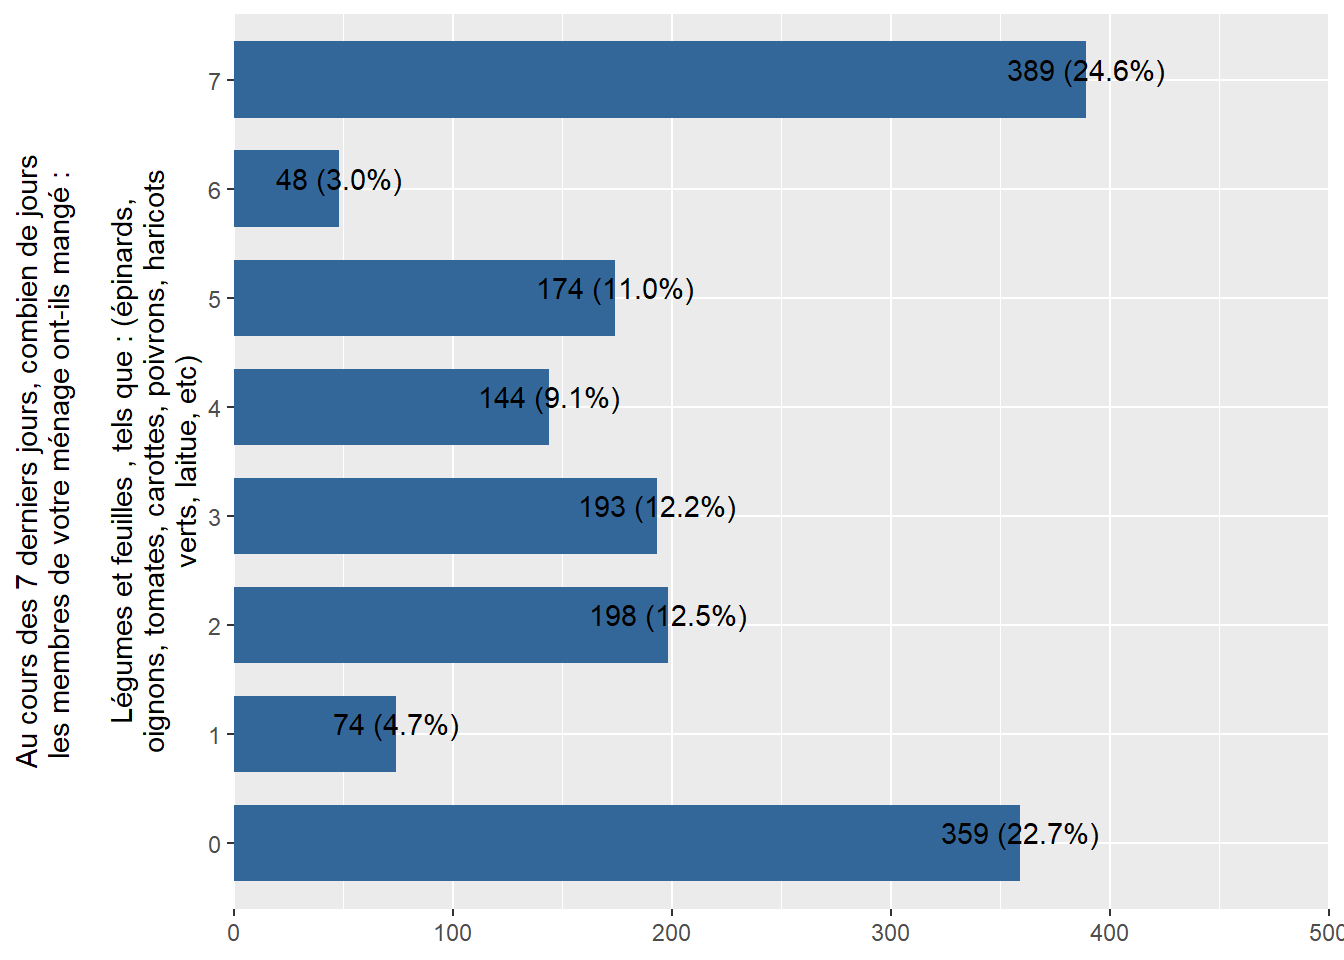 Au cours des 7 derniers jours, combien de jours
les membres de votre ménage ont-ils mangé :
Légumes et feuilles , tels que : (épinards,
oignons, tomates, carottes, poivrons, haricots
verts, laitue, etc)
7
389 (24.6%)
6
48 (3.0%)
5
174 (11.0%)
4
144 (9.1%)
3
193 (12.2%)
2
198 (12.5%)
1
74 (4.7%)
0
359 (22.7%)
0 100 200 300 400 500